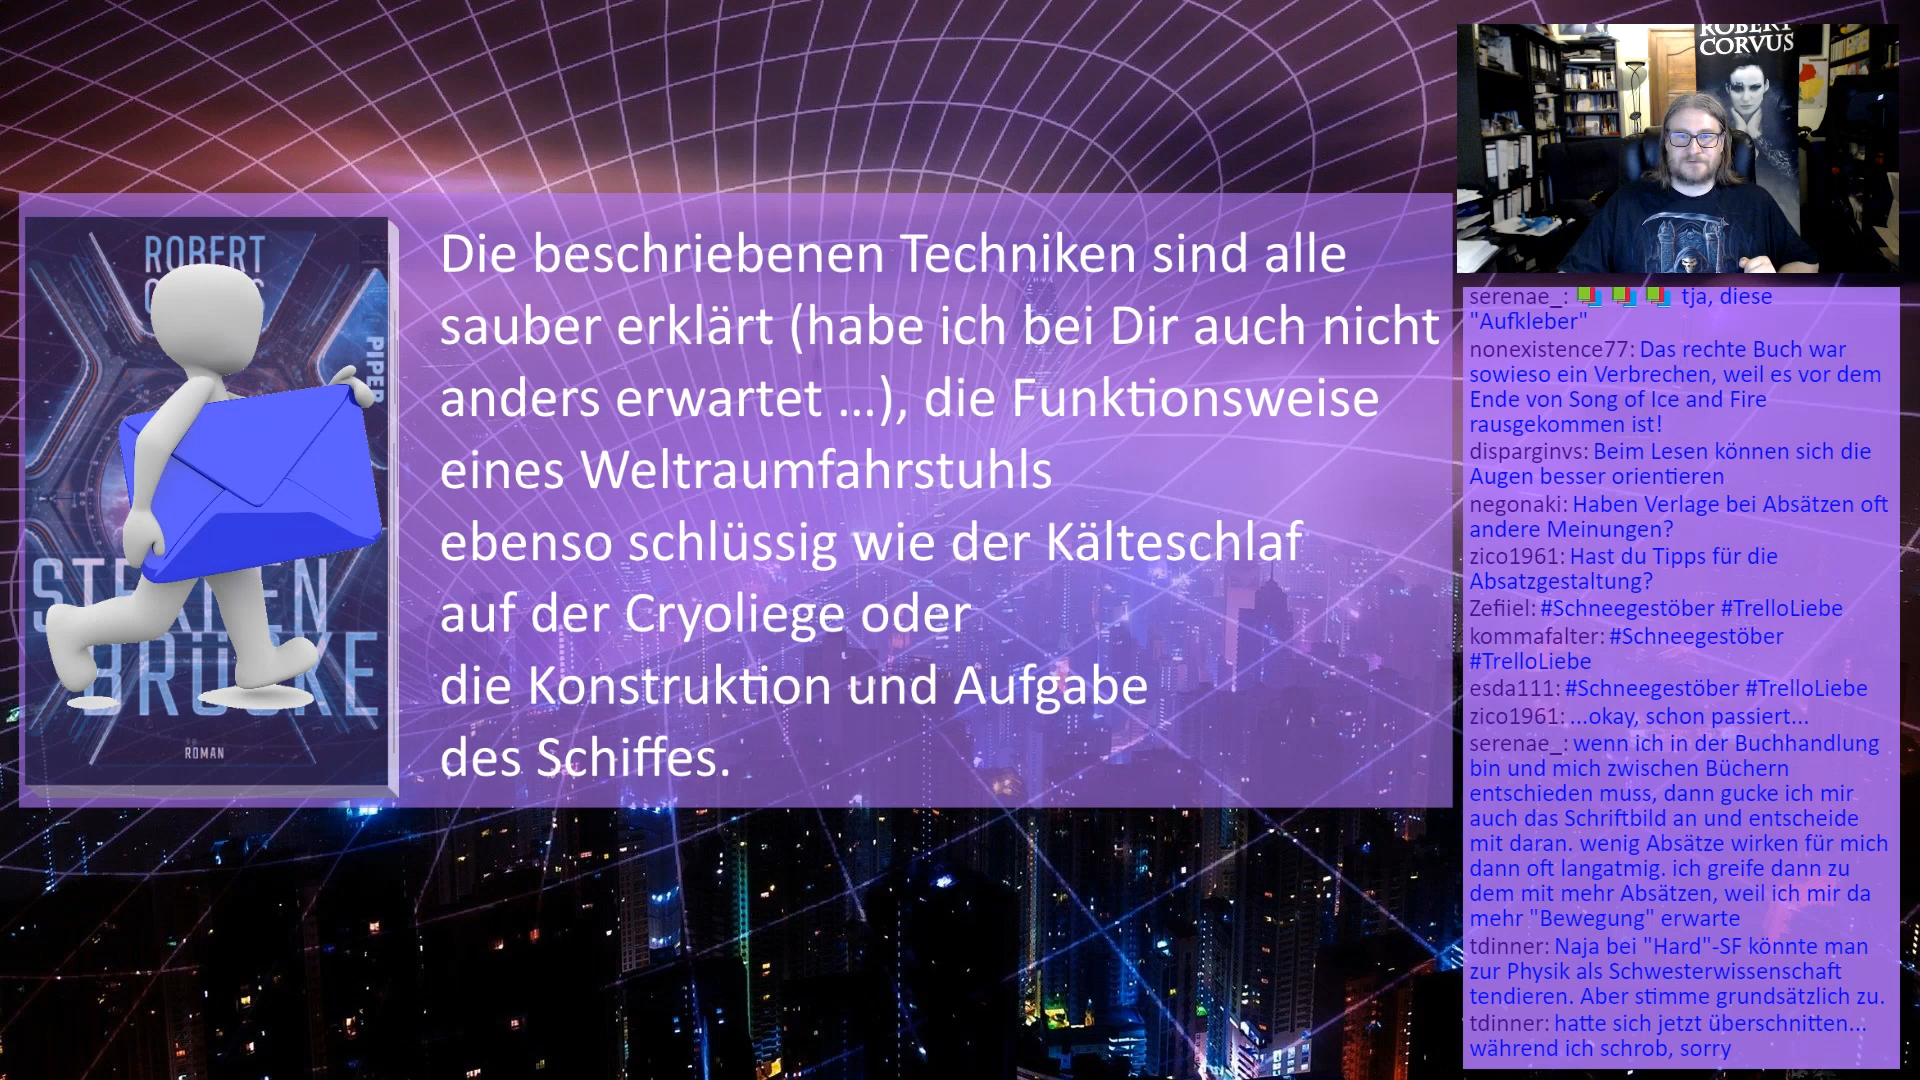 ROBERT
CORVUS
ROBERT
PIPER
BRÜCKE
ROMAN
Die beschriebenen Techniken sind alle
sauber erklärt (habe ich bei Dir auch nicht
anders erwartet ...), die Funktionsweise
eines Weltraumfahrstuhls
ebenso schlüssig wie der Kälteschlaf
auf der Cryoliege oder
die Konstruktion und Aufgabe
des Schiffes.
serenae_: tja, diese
"Aufkleber"
nonexistence77: Das rechte Buch war
sowieso ein Verbrechen, weil es vor dem
Ende von Song of Ice and Fire
rausgekommen ist!
disparginvs: Beim Lesen können sich die
Augen besser orientieren
negonaki: Haben Verlage bei Absätzen oft
andere Meinungen?
zico1961: Hast du Tipps für die
Absatzgestaltung?
Zefiiel: #Schneegestöber #TrelloLiebe
kommafalter: #Schneegestöber
#TrelloLiebe
esda111: #Schneegestöber #TrelloLiebe
zico1961: ...okay, schon passiert...
serenae_: wenn ich in der Buchhandlung
bin und mich zwischen Büchern
entschieden muss, dann gucke ich mir
auch das Schriftbild an und entscheide
mit daran. wenig Absätze wirken für mich
dann oft langatmig. ich greife dann zu
dem mit mehr Absätzen, weil ich mir da
mehr "Bewegung" erwarte
tdinner: Naja bei "Hard"-SF könnte man
zur Physik als Schwesterwissenschaft
tendieren. Aber stimme grundsätzlich zu.
tdinner: hatte sich jetzt überschnitten...
während ich schrob, sorry